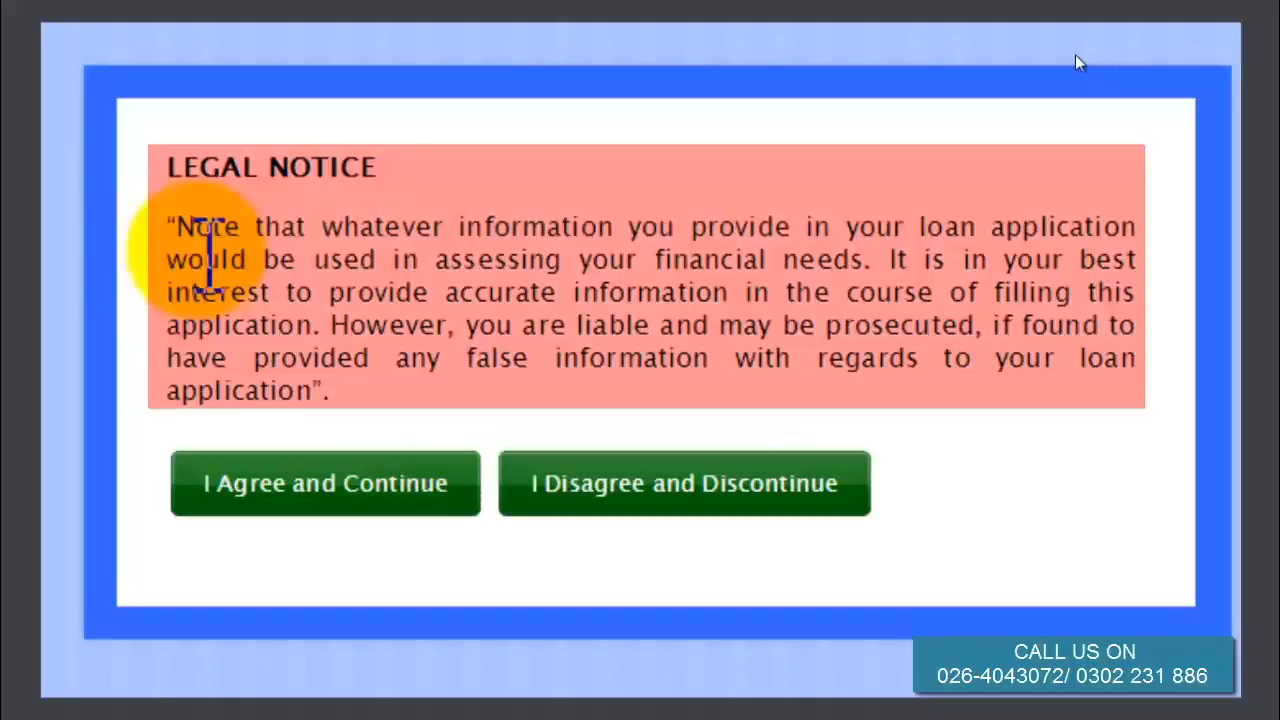 LEGAL NOTICE
“Note that whatever information you provide in your loan application
would be used in assessing your financial needs. It is in your best
interest to provide accurate information in the course of filling this
application. However, you are liable and may be prosecuted, if found to
have provided any false information with regards to your loan
application”.
I Agree and Continue
I Disagree and Discontinue
CALL US ON
026-4043072/ 0302 231 886